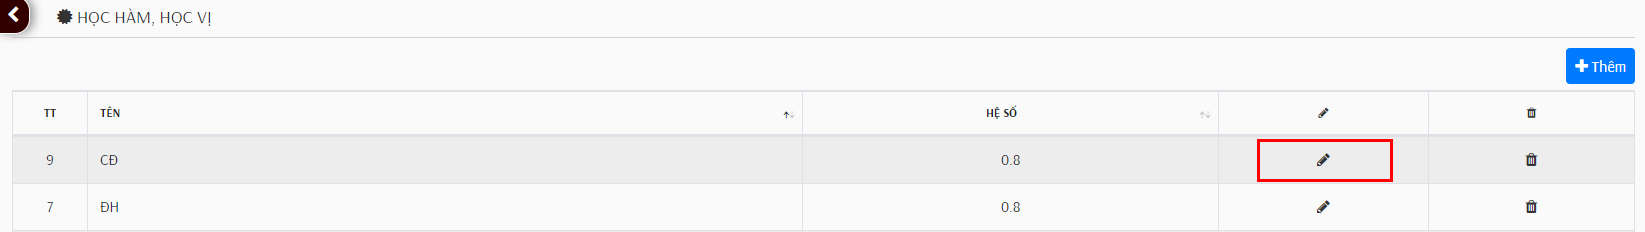 HỌC HÀM, HỌC VỊ
Thêm
TT TÊN HỆ SỐ
9 CĐ 0.8
7 ĐH 0.8